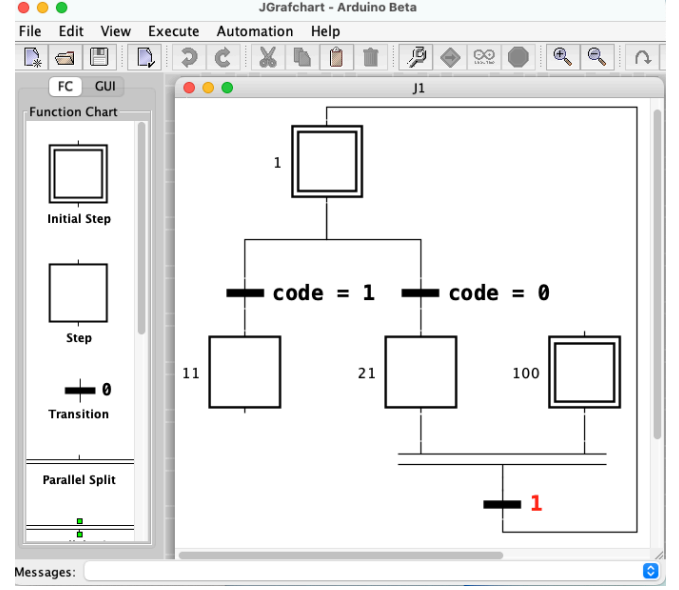 JGrafchart - Arduino Beta
File Edit View Execute Automation Help
FC GUI
J1
Function Chart
1
Initial Step
code = 1
code = 0
Step
11
21
100
0
Transition
Parallel Split
1
Messages: